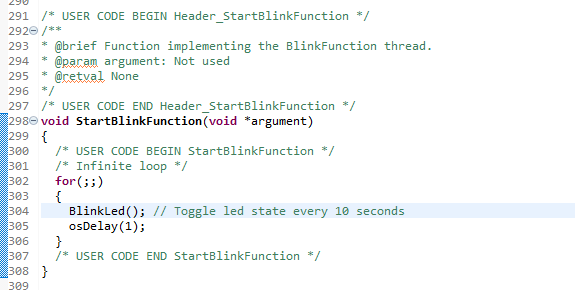 290
291 /* USER CODE BEGIN Header_StartBlinkFunction */
292 /**
293 * @brief Function implementing the BlinkFunction thread.
294 * @param argument: Not used
295 * @retval None
296 */
297 /* USER CODE END Header_StartBlinkFunction */
298 void StartBlinkFunction(void *argument)
299 {
300   /* USER CODE BEGIN StartBlinkFunction */
301   /* Infinite loop */
302   for(;;)
303   {
304     BlinkLed(); // Toggle led state every 10 seconds
305     osDelay(1);
306   }
307   /* USER CODE END StartBlinkFunction */
308 }
309